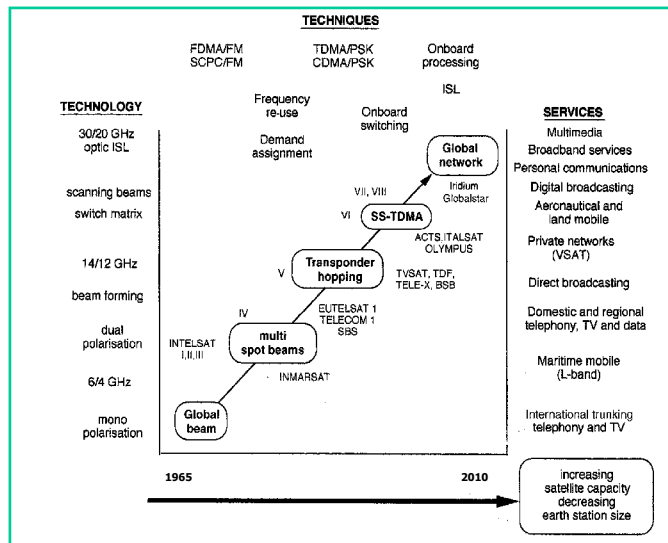 TECHNIQUES
FDMA/FM
SCPC/FM
TDMA/PSK
CDMA/PSK
Onboard
processing
ISL
Frequency
re-use
Onboard
switching
Demand
assignment
TECHNOLOGY
30/20 GHz
optic ISL
scanning beams
switch matrix
14/12 GHz
beam forming
dual
polarisation
6/4 GHz
mono
polarisation
Global
network
Iridium
Globalstar
VII, VIII
VI
SS-TDMA
ACTS.ITALSAT
OLYMPUS
V
Transponder
hopping
TVSAT, TDF,
TELE-X, BSB
EUTELSAT 1
TELECOM 1
SBS
IV
multi
spot beams
INTELSAT
I,II,III
INMARSAT
Global
beam
SERVICES
Multimedia
Broadband services
Personal communications
Digital broadcasting
Aeronautical and
land mobile
Private networks
(VSAT)
Direct broadcasting
Domestic and regional
telephony, TV and data
Maritime mobile
(L-band)
International trunking
telephony and TV
1965
2010
increasing
satellite capacity
decreasing
earth station size